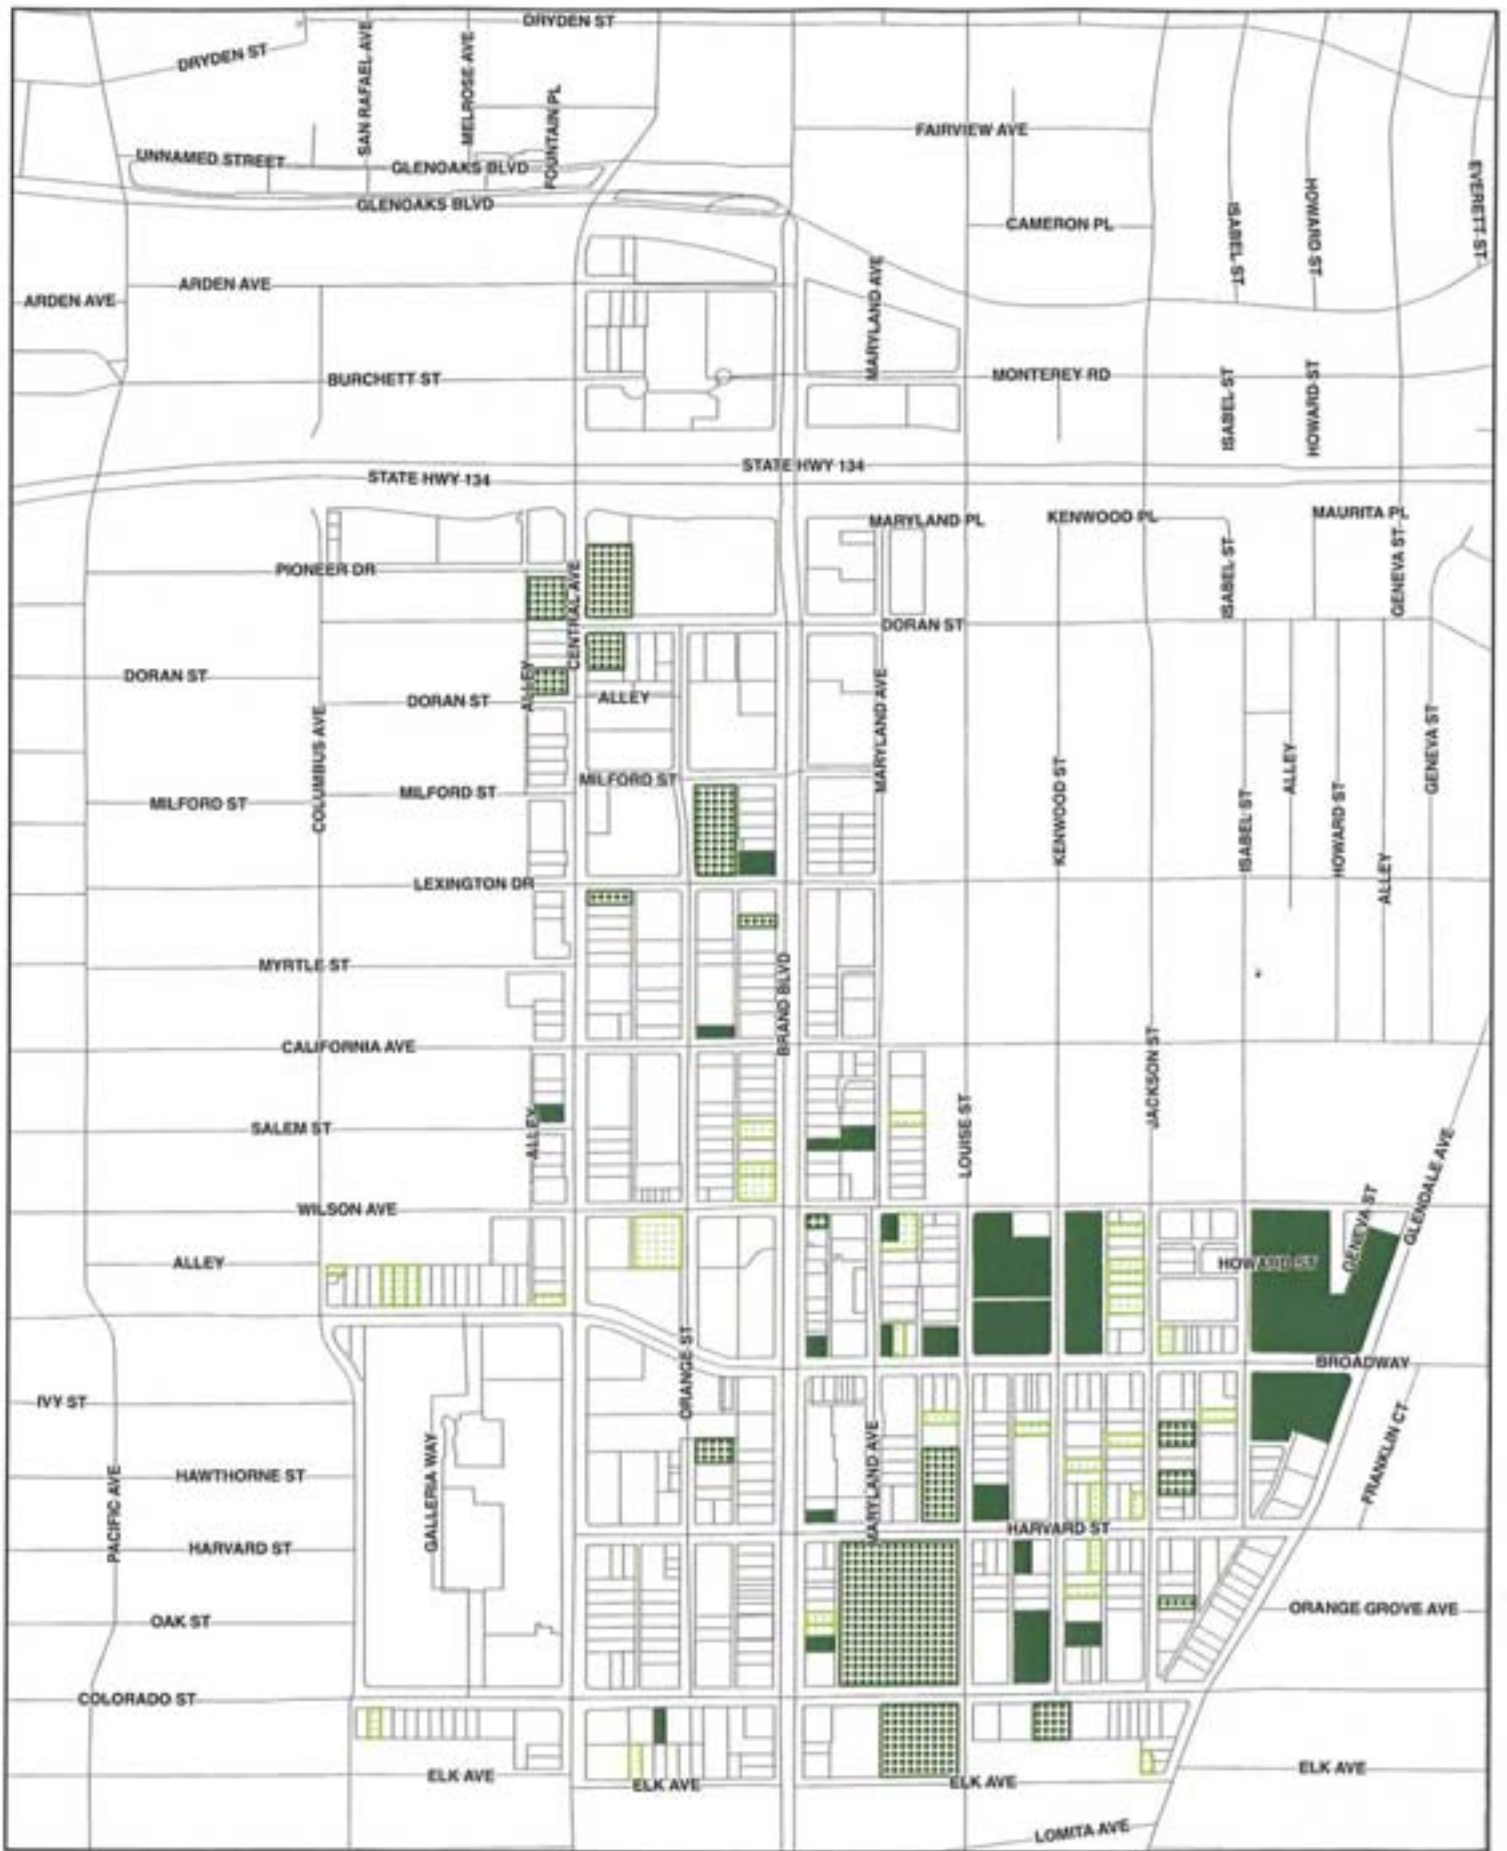 DRYDEN ST
DRYDEN ST
SAN RAFAEL AVE
MELROSE AVE
FOUNTAIN PL
FAIRVIEW AVE
UNNAMED STREET
GLENOAKS BLVD
GLENOAKS BLVD
CAMERON PL
ISABEL ST
HOWARD ST
EVERETT ST
ARDEN AVE
ARDEN AVE
MARYLAND AVE
BURCHETT ST
MONTEREY RD
ISABEL ST
HOWARD ST
STATE HWY 134
STATE HWY 134
MARYLAND PL
KENWOOD PL
MAURITA PL
PIONEER DR
CENTRAL AVE
ISABEL ST
GENEVA ST
DORAN ST
DORAN ST
DORAN ST
ALLEY
ALLEY
COLUMBUS AVE
MARYLAND AVE
MILFORD ST
MILFORD ST
MILFORD ST
KENWOOD ST
ISABEL ST
ALLEY
HOWARD ST
ALLEY
GENEVA ST
LEXINGTON DR
MYRTLE ST
BRAND BLVD
CALIFORNIA AVE
SALEM ST
ALLEY
LOUISE ST
JACKSON ST
GLENDALE AVE
WILSON AVE
ALLEY
HOWARD ST
GENEVA ST
ORANGE ST
BROADWAY
IVY ST
HAWTHORNE ST
PACIFIC AVE
GALLERIA WAY
MARYLAND AVE
FRANKLIN CT
HARVARD ST
HARVARD ST
OAK ST
ORANGE GROVE AVE
COLORADO ST
ELK AVE
ELK AVE
ELK AVE
ELK AVE
LOMITA AVE